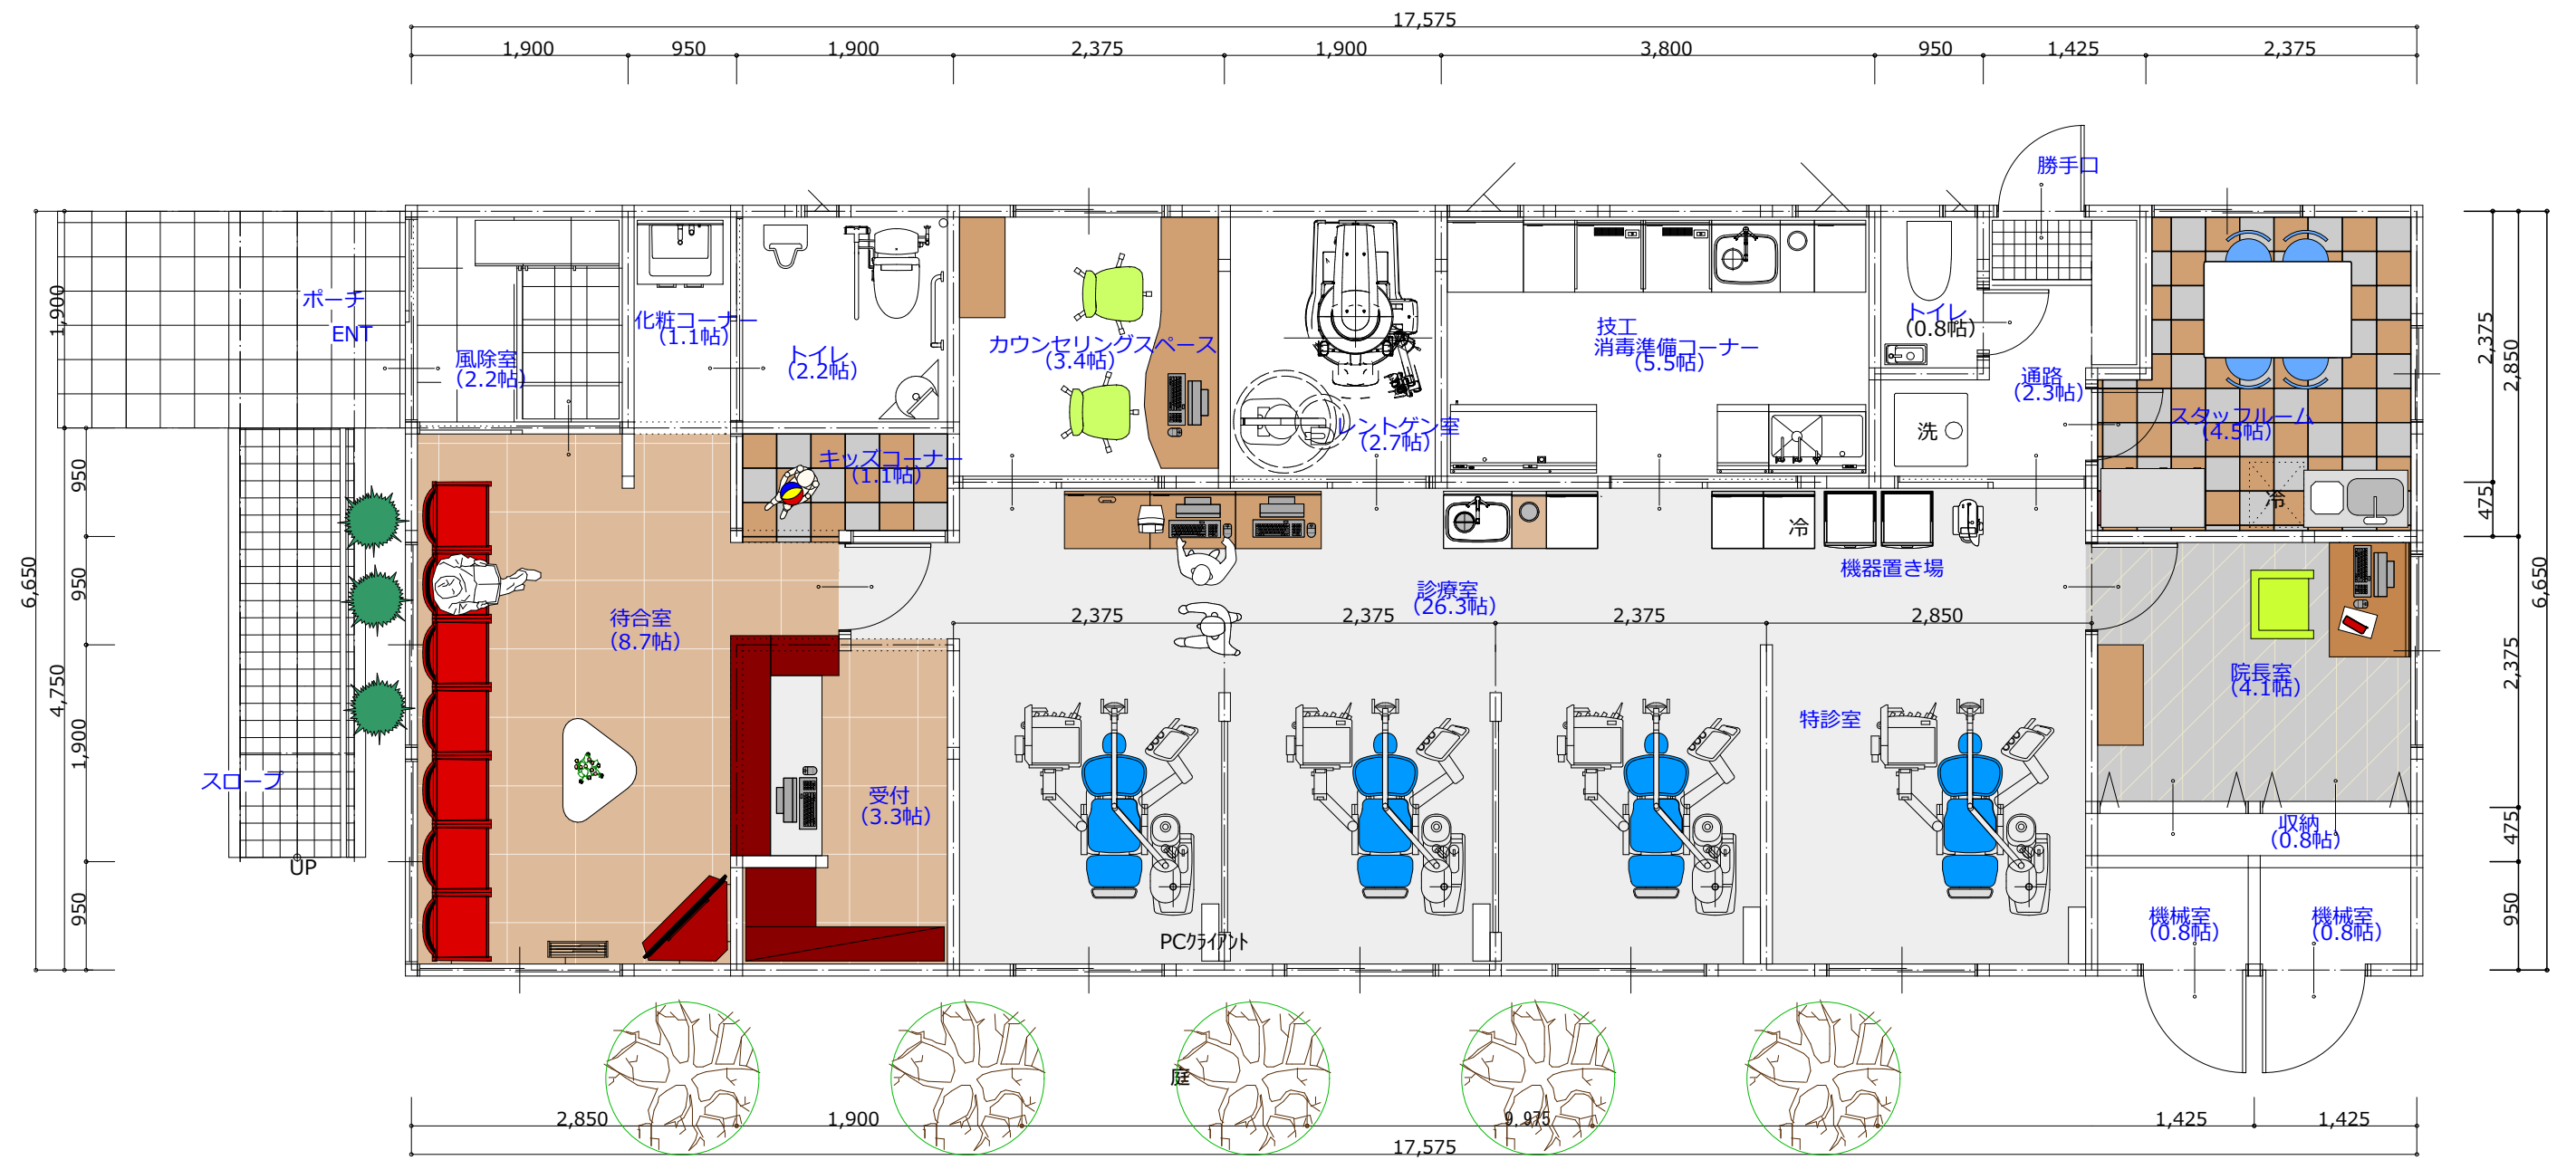 17,575
1,900
950
1,900
2,375
1,900
3,800
950
1,425
2,375
勝手口
ポーチ
ENT
1,900
風除室
(2.2帖)
化粧コーナー
(1.1帖)
トイレ
(2.2帖)
カウンセリングスペース
(3.4帖)
レントゲン室
(2.7帖)
技工
消毒準備コーナー
(5.5帖)
トイレ
(0.8帖)
通路
(2.3帖)
洗
スタッフルーム
(4.5帖)
冷
2,375
2,850
475
キッズコーナー
(1.1帖)
950
950
6,650
4,750
1,900
950
待合室
(8.7帖)
診療室
(26.3帖)
冷
機器置き場
2,375
2,375
2,375
2,850
特診室
院長室
(4.1帖)
6,650
2,375
475
950
スロープ
UP
受付
(3.3帖)
収納
(0.8帖)
機械室
(0.8帖)
機械室
(0.8帖)
PCクライアント
庭
2,850
1,900
9,975
1,425
1,425
17,575